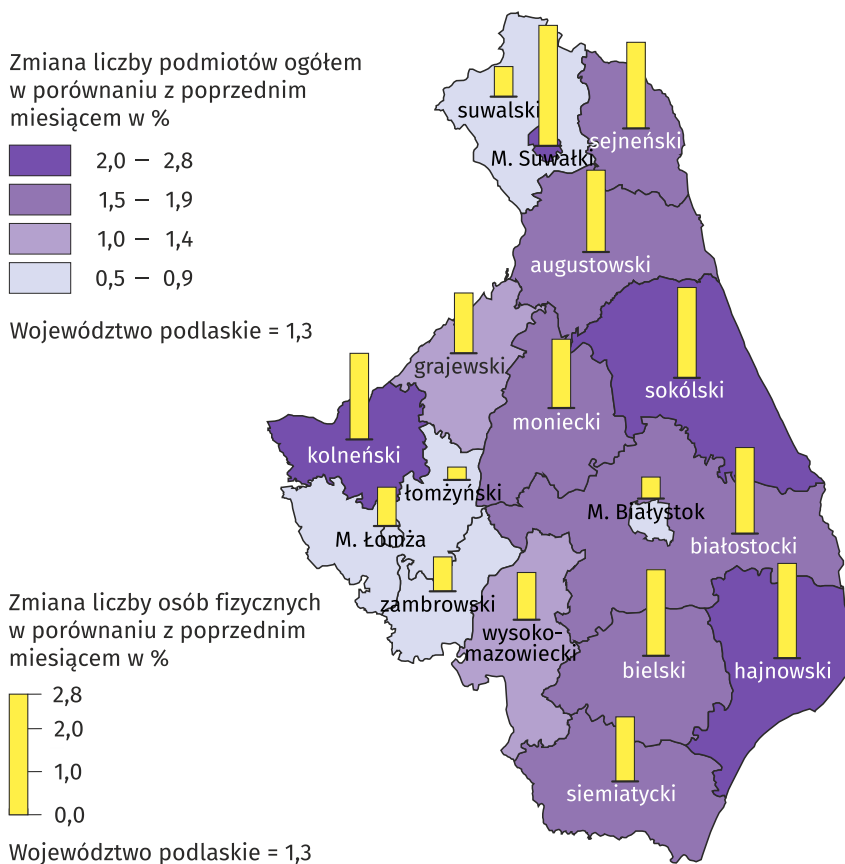 Zmiana liczby podmiotów ogółem
w porównaniu z poprzednim
miesiącem w %
2,0 – 2,8
1,5 – 1,9
1,0 – 1,4
0,5 – 0,9
Województwo podlaskie = 1,3
suwalski
M. Suwałki
sejneński
augustowski
grajewski
sokólski
moniecki
kolneński
łomżyński
M. Białystok
M. Łomża
białostocki
zambrowski
wysoko-
mazowiecki
bielski
hajnowski
siemiatycki
Zmiana liczby osób fizycznych
w porównaniu z poprzednim
miesiącem w %
2,8
2,0
1,0
0,0
Województwo podlaskie = 1,3